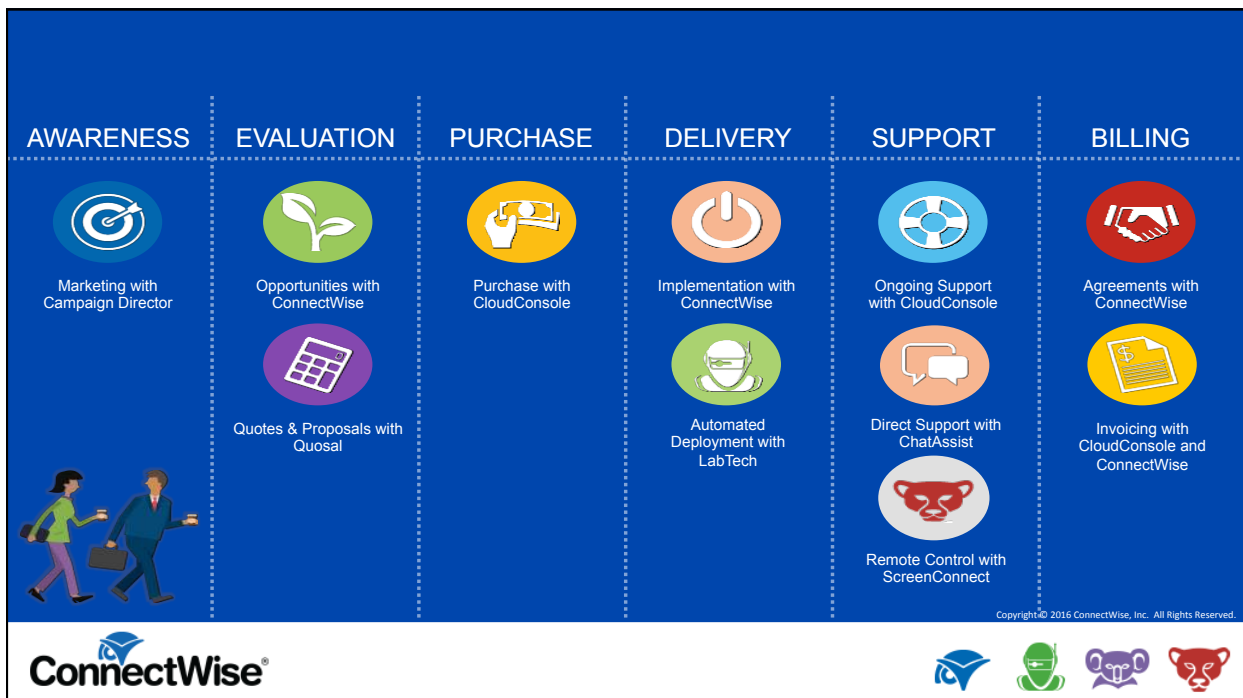 AWARENESS
EVALUATION
PURCHASE
DELIVERY
SUPPORT
BILLING
Marketing with
Campaign Director
Opportunities with
ConnectWise
Quotes & Proposals with
Quosal
Purchase with
CloudConsole
Implementation with
ConnectWise
Automated
Deployment with
LabTech
Ongoing Support
with CloudConsole
Direct Support with
ChatAssist
Remote Control with
ScreenConnect
Agreements with
ConnectWise
$
Invoicing with
CloudConsole and
ConnectWise
Copyright © 2016 ConnectWise, Inc.  All Rights Reserved.
ConnectWise®